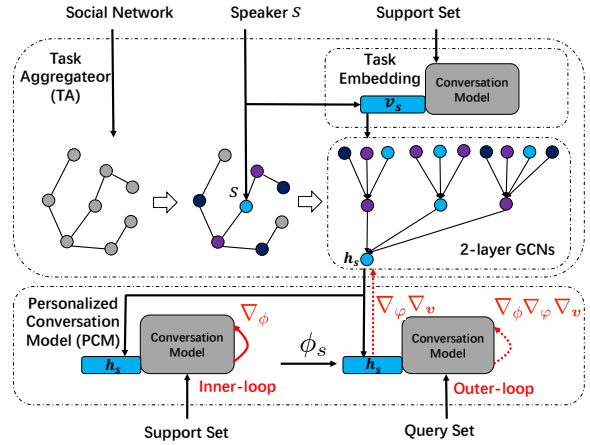 Social Network
Speaker S
Support Set
Task
Aggregateor
(TA)
Task
Embedding
Conversation
Model
v_s
S
h_s
2-layer GCNs
Personalized
Conversation
Model (PCM)
Conversation
Model
∇_ϕ
h_s
Inner-loop
ϕ_s
∇_φ ∇_v
Conversation
Model
∇_ϕ ∇_φ ∇_v
h_s
Outer-loop
Support Set
Query Set